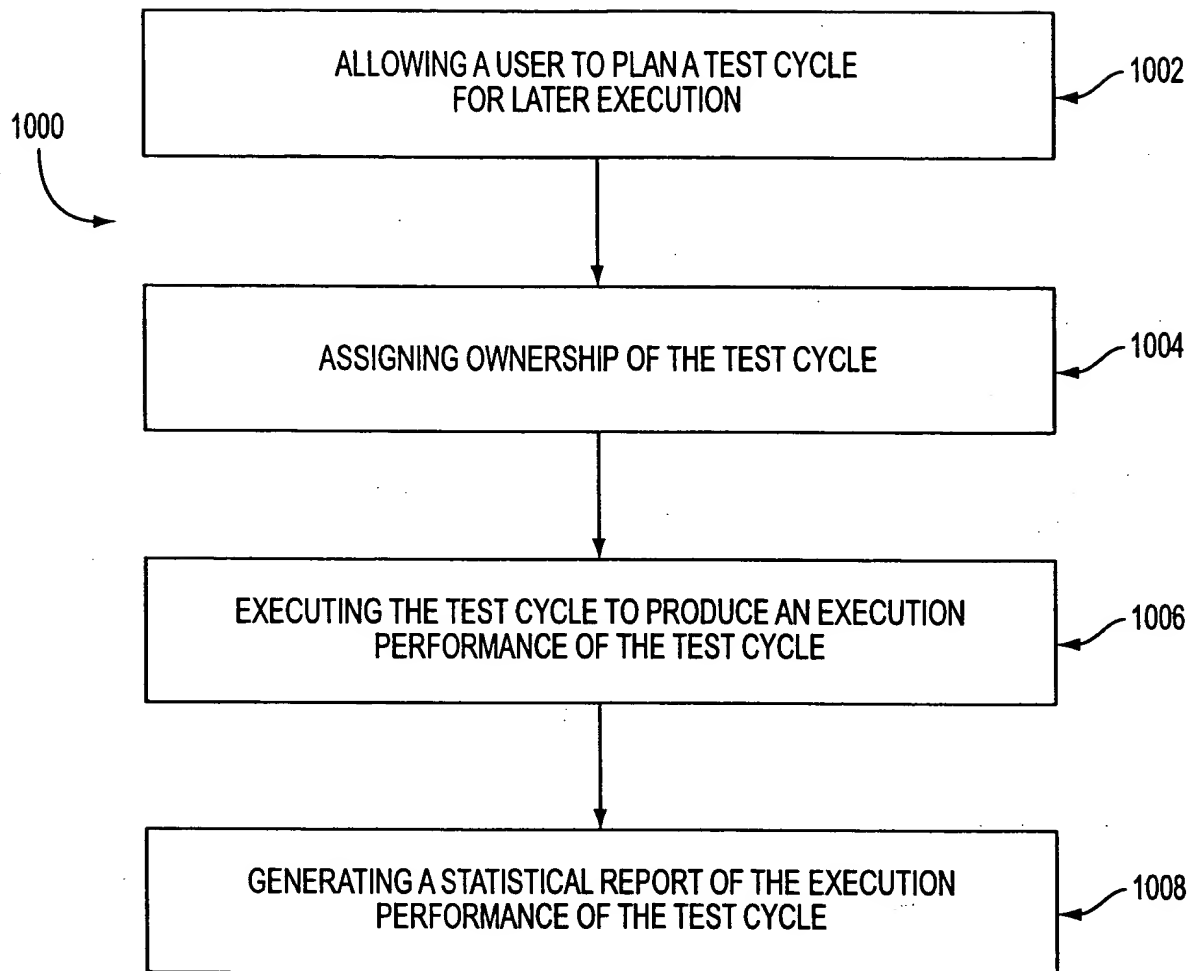 ALLOWING A USER TO PLAN A TEST CYCLE
FOR LATER EXECUTION
1002
1000
ASSIGNING OWNERSHIP OF THE TEST CYCLE
1004
EXECUTING THE TEST CYCLE TO PRODUCE AN EXECUTION
PERFORMANCE OF THE TEST CYCLE
1006
GENERATING A STATISTICAL REPORT OF THE EXECUTION
PERFORMANCE OF THE TEST CYCLE
1008